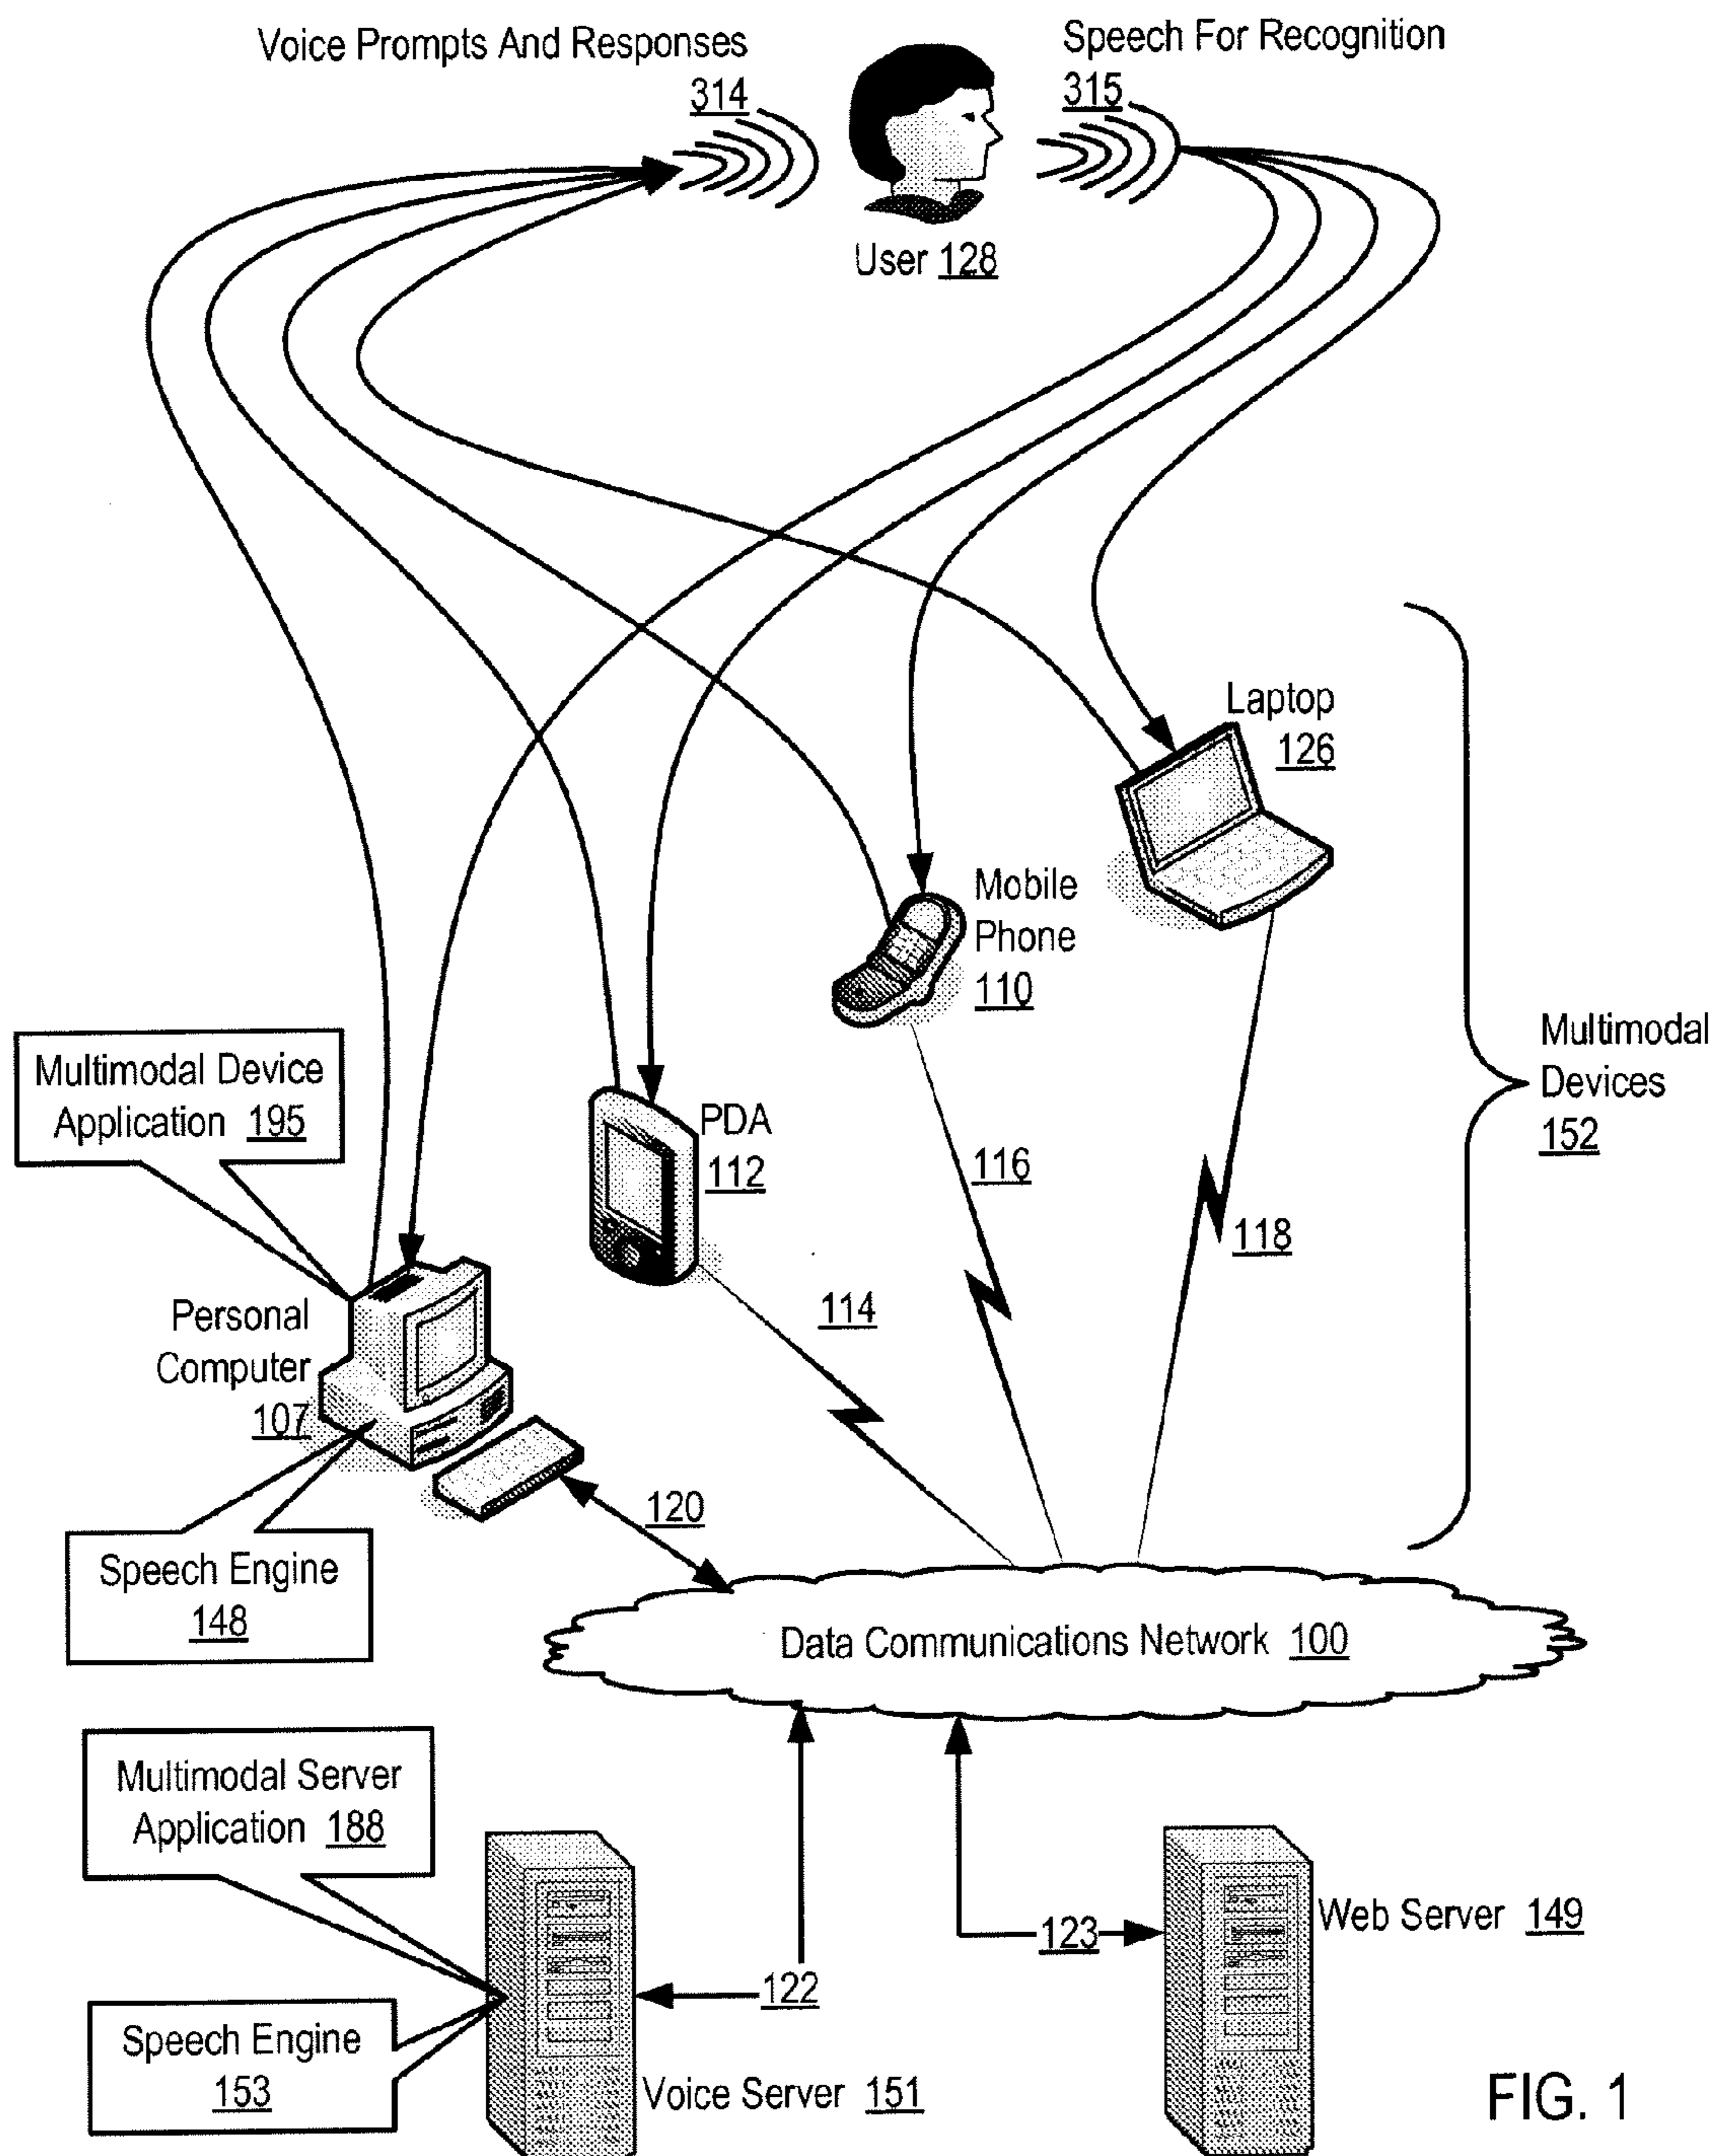 Voice Prompts And Responses
314
Speech For Recognition
315
User 128
Laptop
126
Mobile
Phone
110
Multimodal
Devices
152
Multimodal Device
Application 195
PDA
112
116
118
114
Personal
Computer
107
120
Speech Engine
148
Data Communications Network 100
Multimodal Server
Application 188
Web Server 149
123
122
Speech Engine
153
Voice Server 151
FIG. 1